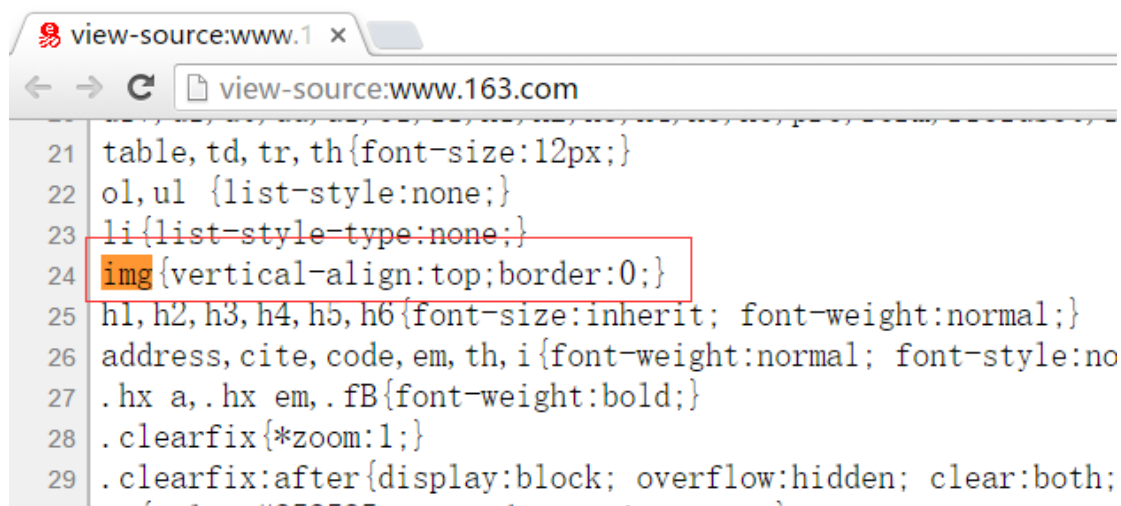 view-source:www.1
view-source:www.163.com
21 table,td,tr,th{font-size:12px;}
22 ol,ul {list-style:none;}
23 li{list-style-type:none;}
24 img{vertical-align:top;border:0;}
25 h1,h2,h3,h4,h5,h6{font-size:inherit; font-weight:normal;}
26 address,cite,code,em,th,i{font-weight:normal; font-style:no
27 .hx a,.hx em,.fB{font-weight:bold;}
28 .clearfix{*zoom:1;}
29 .clearfix:after{display:block; overflow:hidden; clear:both;